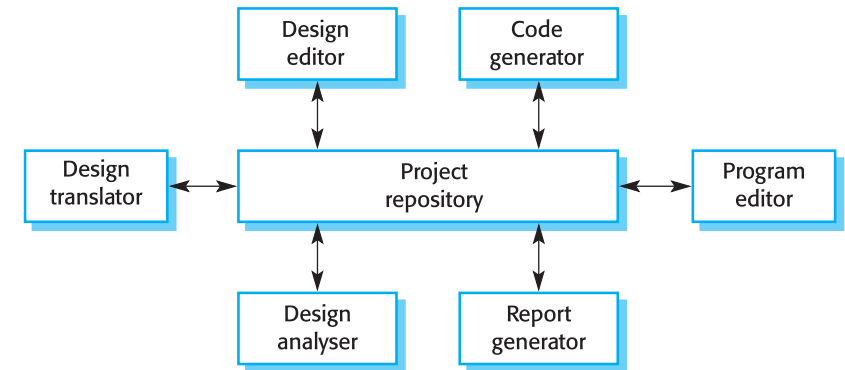 Design
editor
Code
generator
Design
translator
Project
repository
Program
editor
Design
analyser
Report
generator